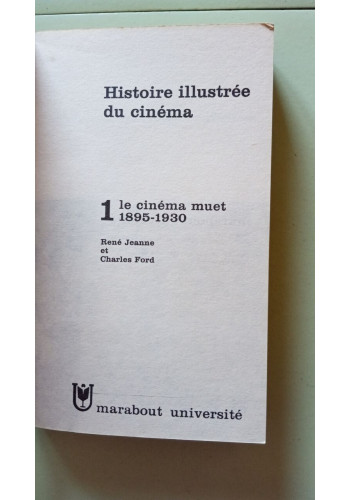 Histoire illustrée
du cinéma
1 le cinéma muet
1895-1930
René Jeanne
et
Charles Ford
marabout université